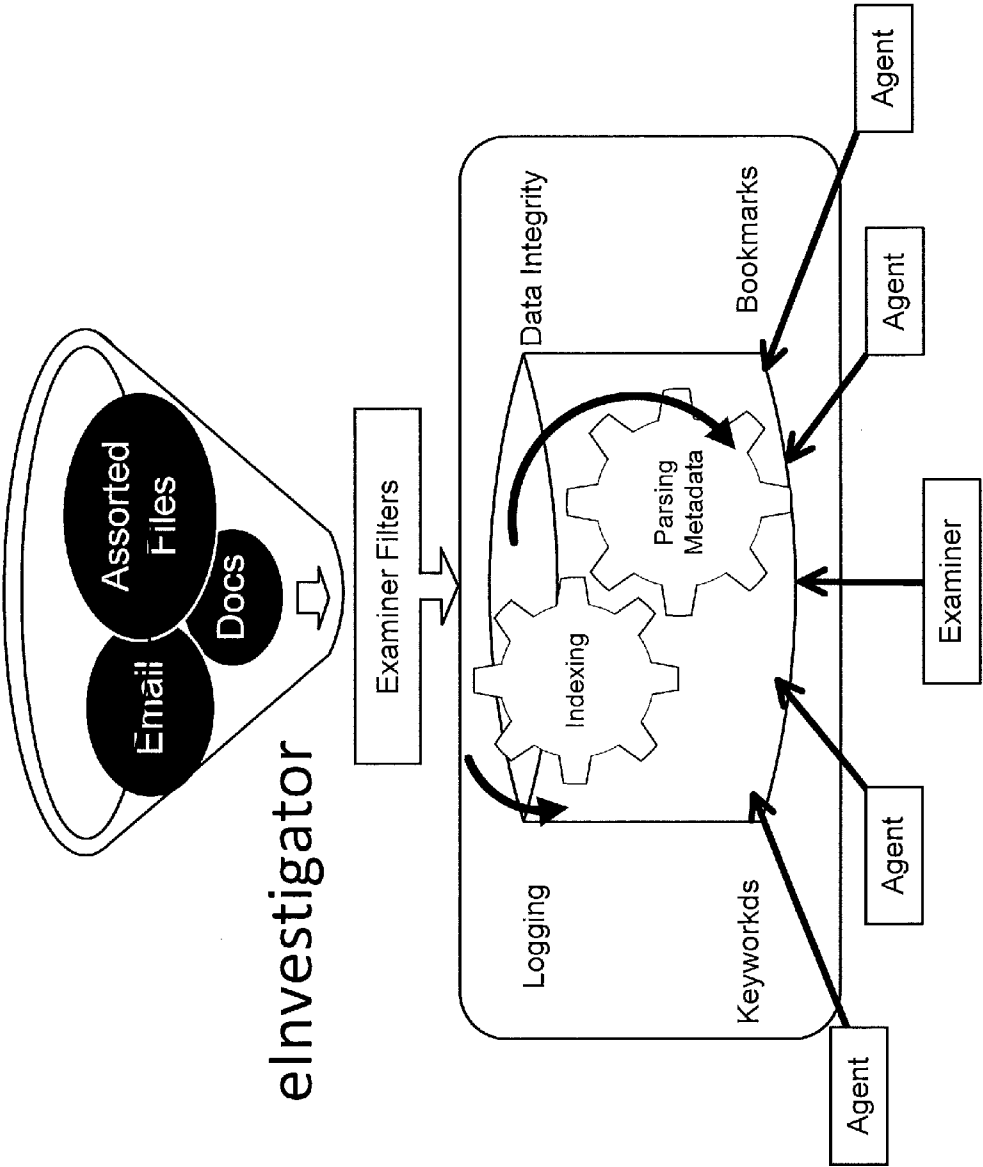 eInvestigator
Email
Assorted
Files
Docs
Examiner Filters
Logging
Data Integrity
Indexing
Parsing
Metadata
Keyworkds
Bookmarks
Agent
Agent
Examiner
Agent
Agent